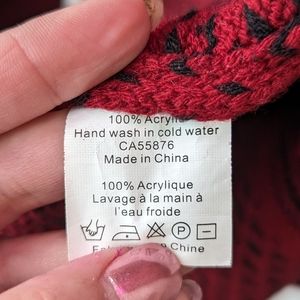 100% Acrylic
Hand wash in cold water
CA55876
Made in China
100% Acrylique
Lavage à la main à
l'eau froide
P
Chine